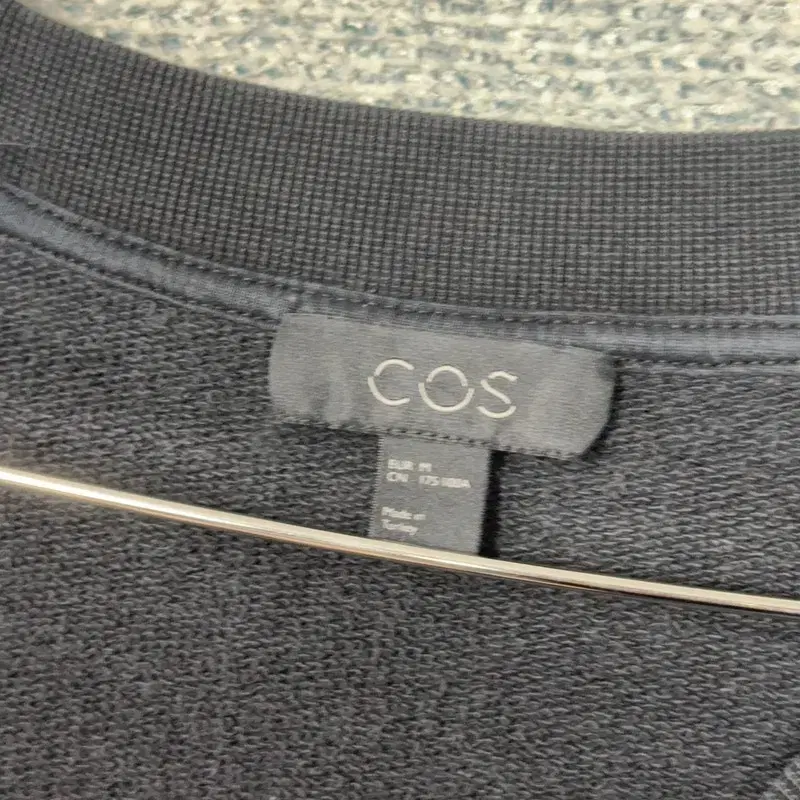 COS
EUR M
CN 175/100A
Made in
Turkey